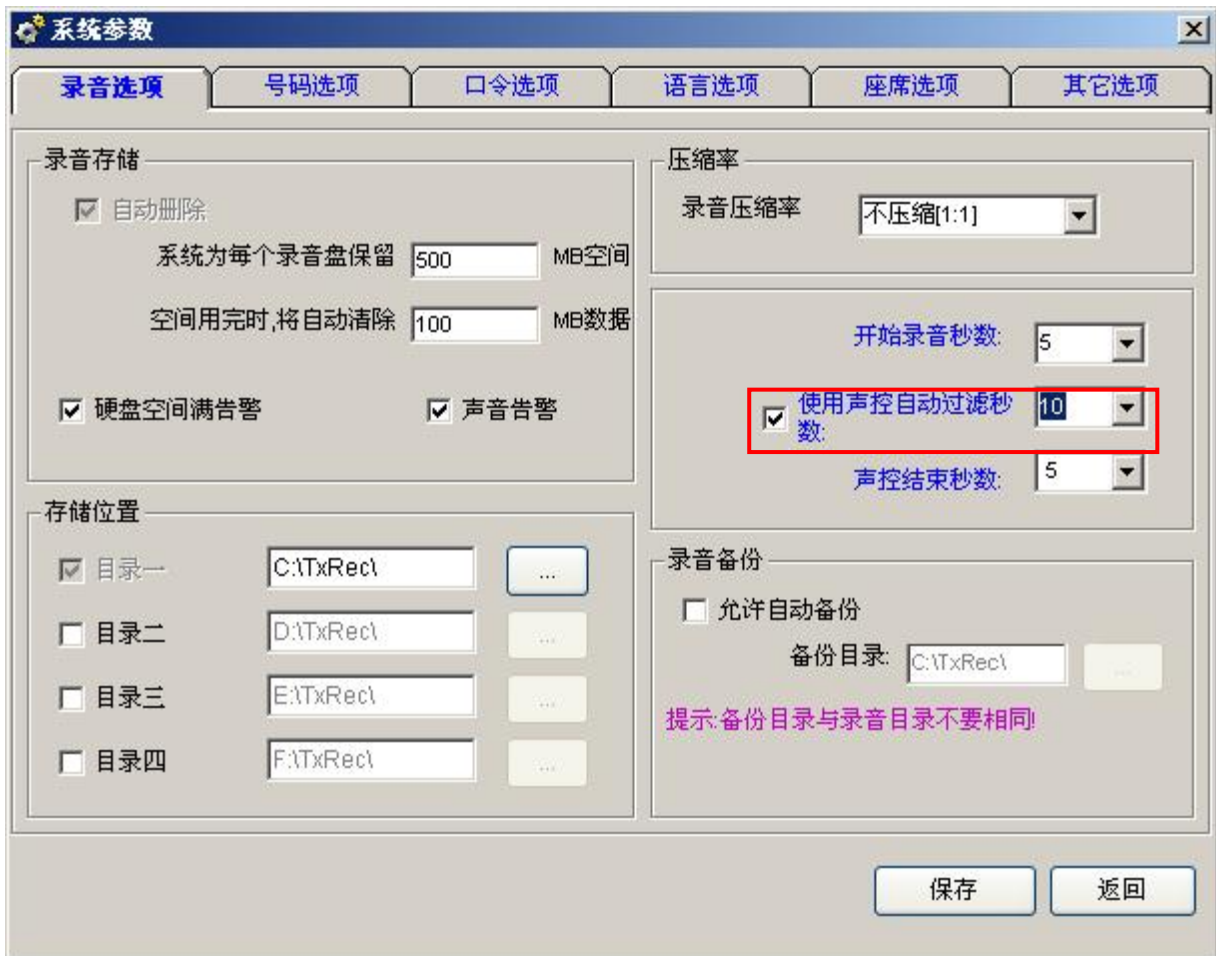 系统参数
录音选项 号码选项 口令选项 语言选项 座席选项 其它选项
录音存储
自动删除
系统为每个录音盘保留 500 MB空间
空间用完时,将自动清除 100 MB数据
硬盘空间满告警 声音告警
存储位置
目录一 C:\TxRec\ ...
目录二 D:\TxRec\ ...
目录三 E:\TxRec\ ...
目录四 F:\TxRec\ ...
压缩率
录音压缩率 不压缩[1:1]
开始录音秒数: 5
使用声控自动过滤秒 10
数:
声控结束秒数: 5
录音备份
允许自动备份
备份目录: C:\TxRec\ ...
提示:备份目录与录音目录不要相同!
保存 返回